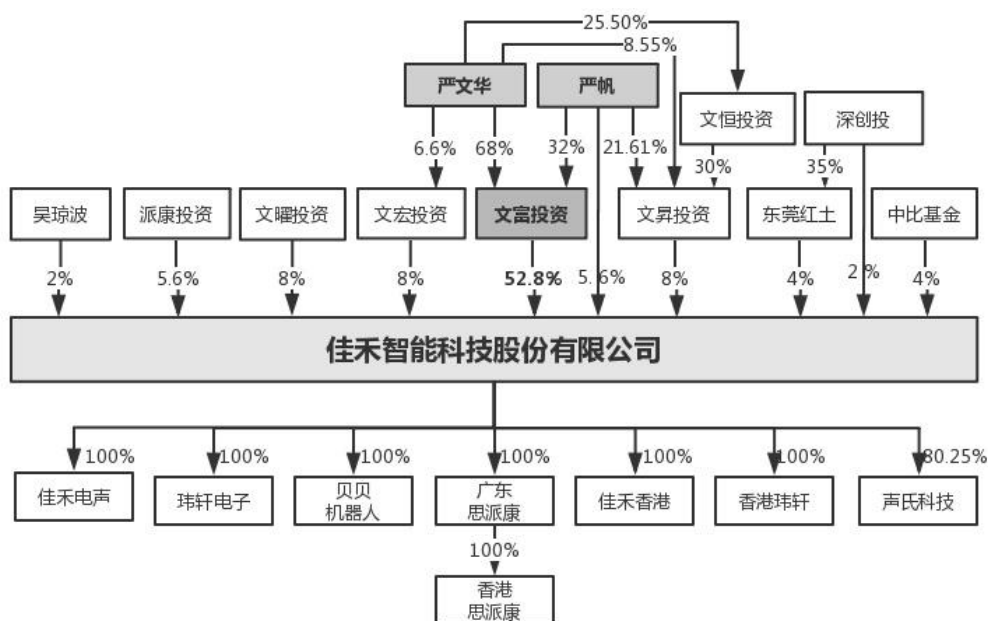 25.50%
8.55%
严文华
严帆
文恒投资
深创投
6.6%
68%
32%
21.61%
30%
35%
吴琼波
派康投资
文曜投资
文宏投资
文富投资
文昇投资
东莞红土
中比基金
2%
5.6%
8%
8%
52.8%
5.6%
8%
4%
2%
4%
佳禾智能科技股份有限公司
100%
100%
100%
100%
100%
100%
80.25%
佳禾电声
玮轩电子
贝贝
机器人
广东
思派康
佳禾香港
香港玮轩
声氏科技
100%
香港
思派康